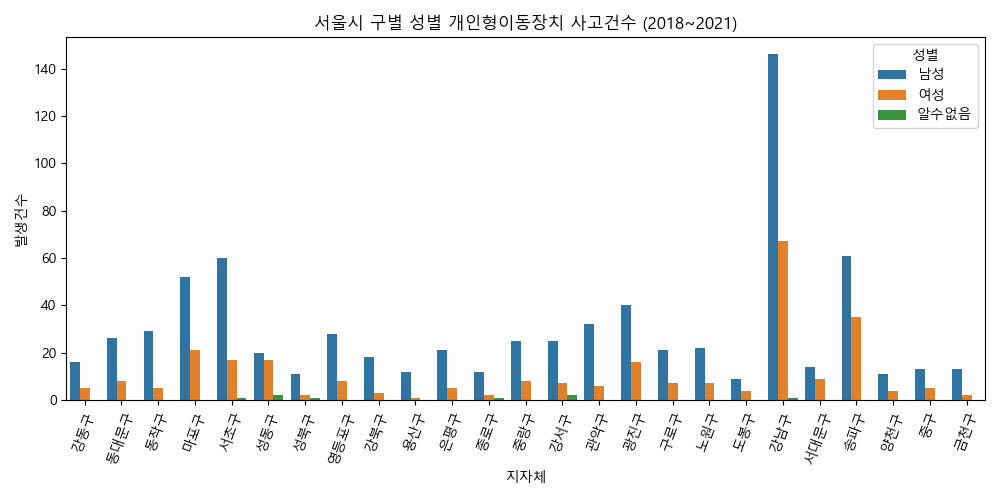 서울시 구별 성별 개인형이동장치 사고건수 (2018~2021)
성별
남성
여성
알수없음
발생건수
140
120
100
80
60
40
20
0
강동구 동대문구 동작구 마포구 서초구 성동구 성북구 영등포구 강북구 용산구 은평구 종로구 중랑구 강서구 관악구 광진구 구로구 노원구 도봉구 강남구 서대문구 송파구 양천구 중구 금천구
지자체